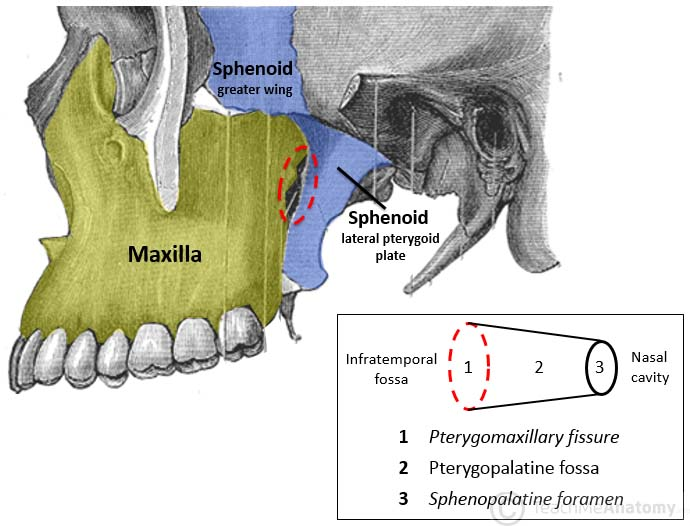 Sphenoid
greater wing
Sphenoid
lateral pterygoid
plate
Maxilla
Infratemporal
fossa
1
2
3
Nasal
cavity
1 Pterygomaxillary fissure
2 Pterygopalatine fossa
3 Sphenopalatine foramen
© TeachMeAnatomy